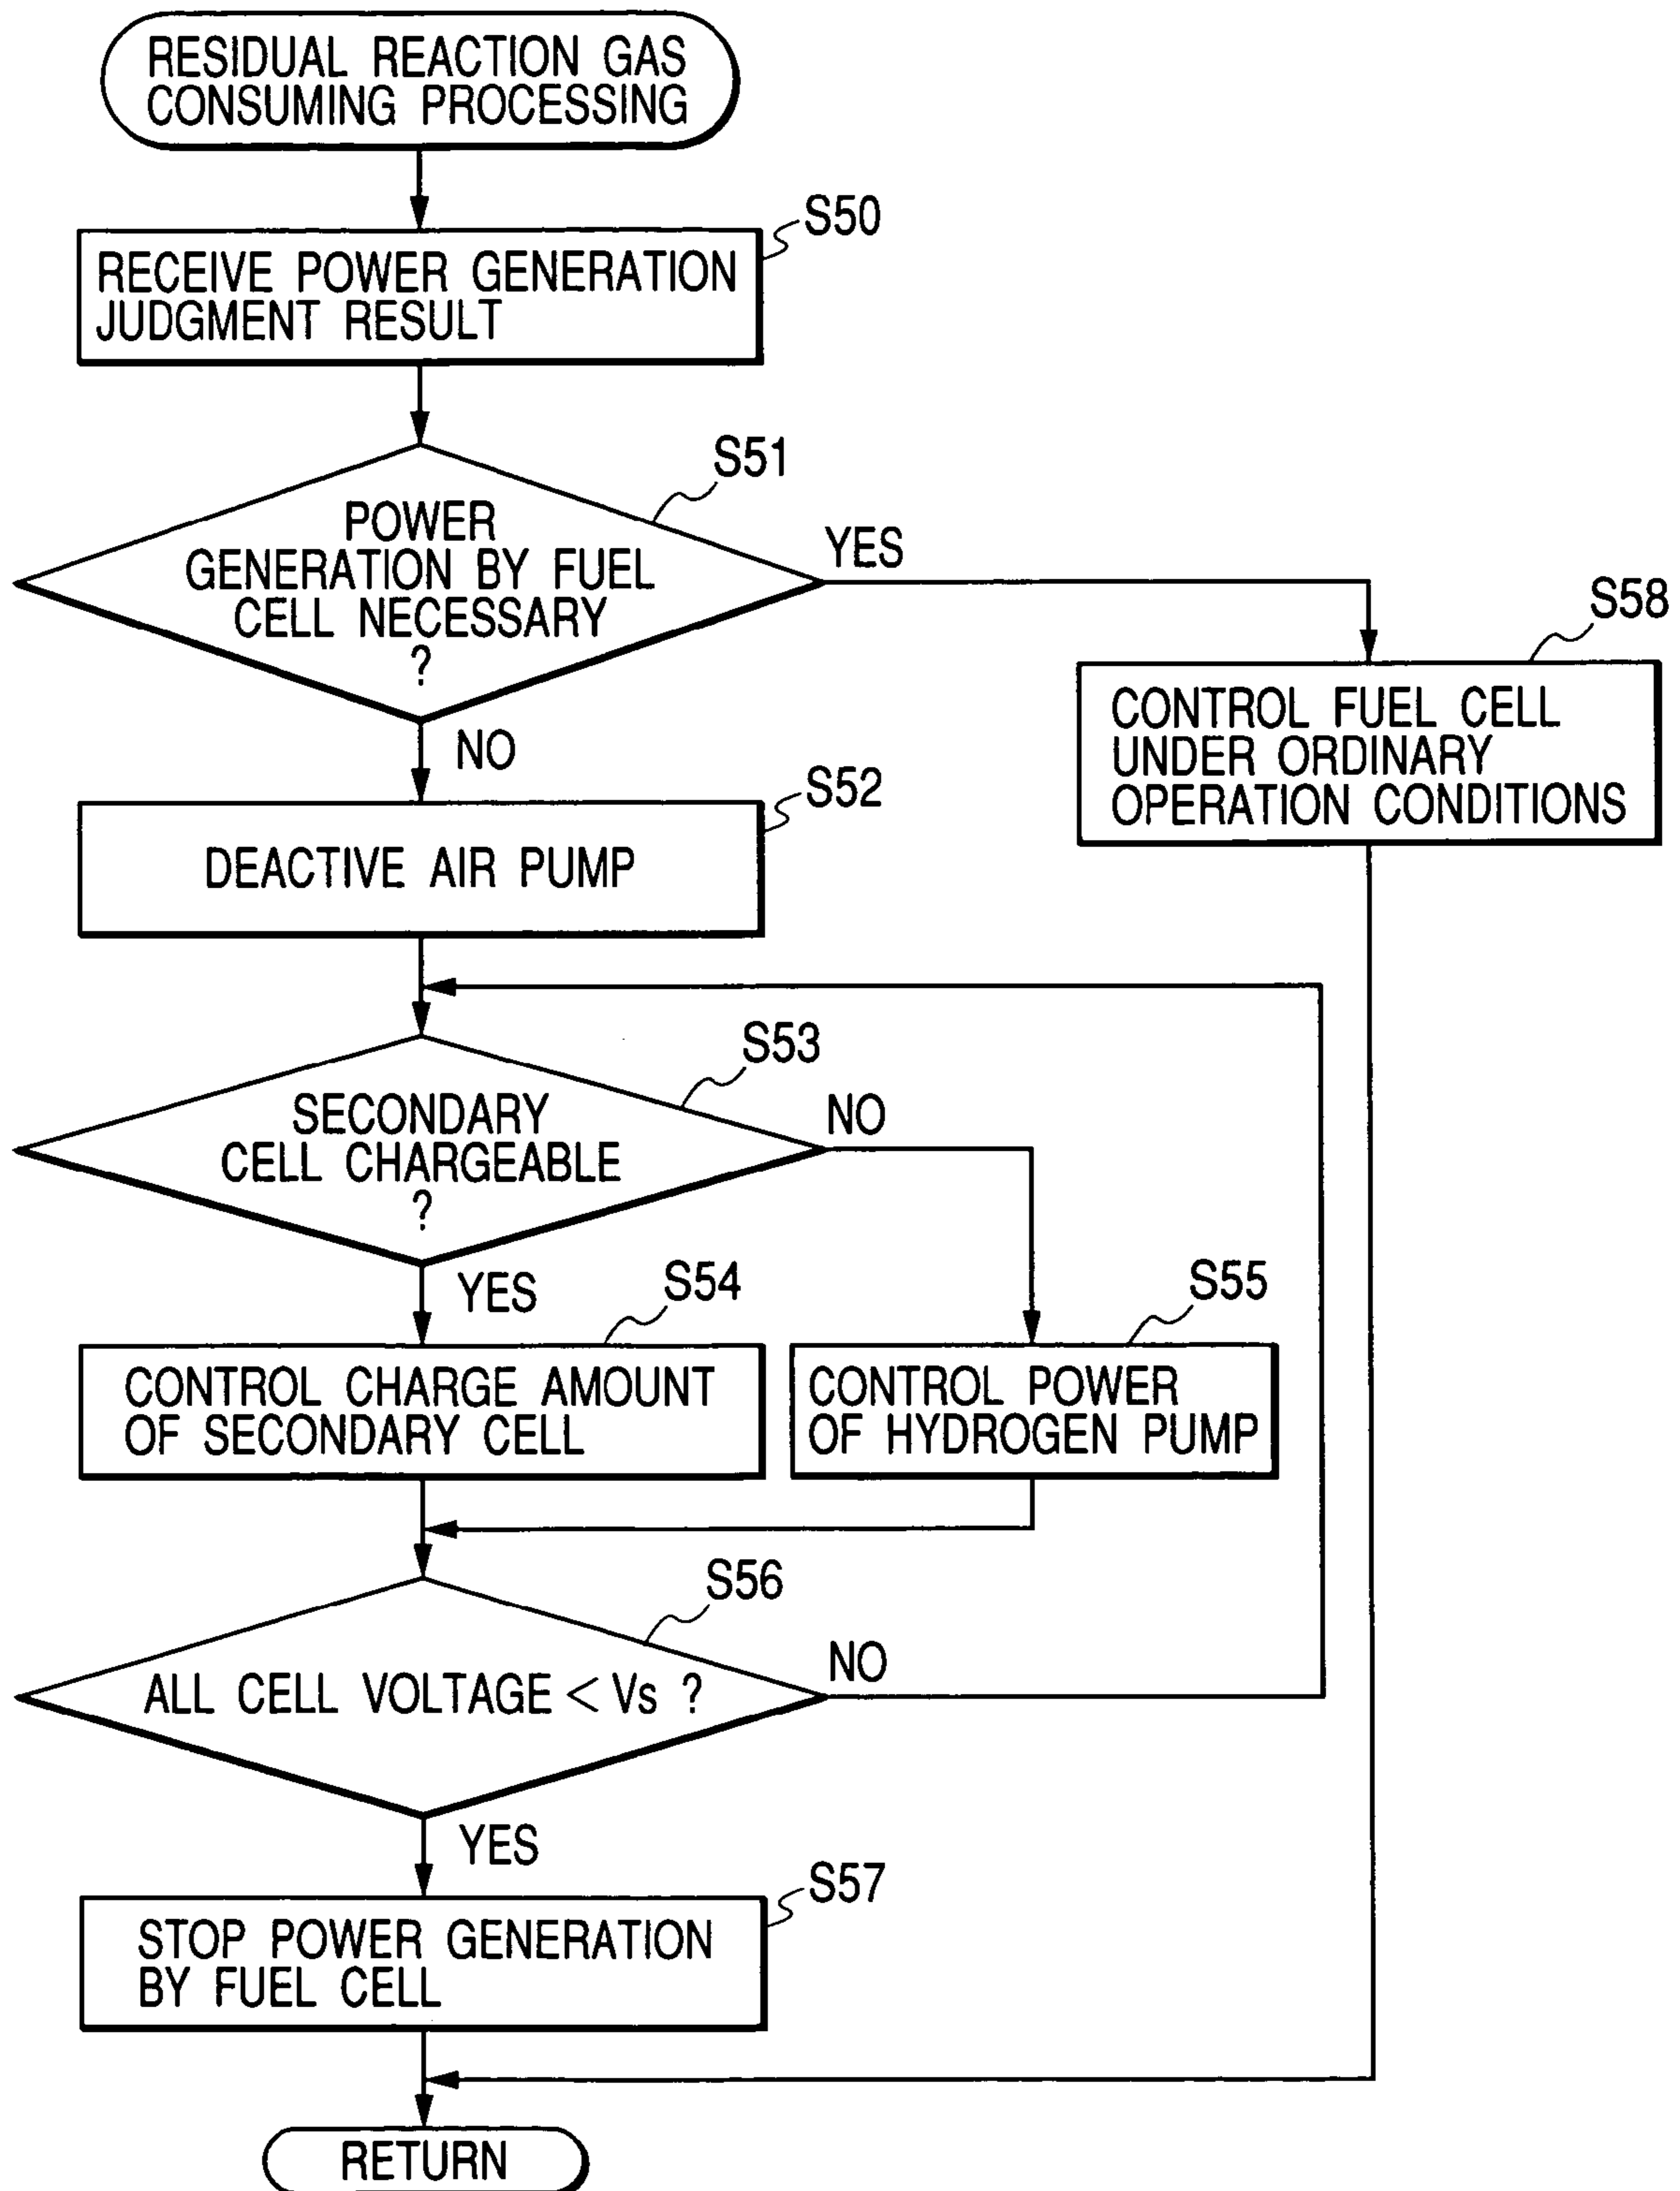 RESIDUAL REACTION GAS
CONSUMING PROCESSING
S50
RECEIVE POWER GENERATION
JUDGMENT RESULT
S51
POWER
GENERATION BY FUEL
CELL NECESSARY
?
YES
S58
CONTROL FUEL CELL
UNDER ORDINARY
OPERATION CONDITIONS
NO
S52
DEACTIVE AIR PUMP
S53
SECONDARY
CELL CHARGEABLE
?
NO
YES
S54
CONTROL CHARGE AMOUNT
OF SECONDARY CELL
S55
CONTROL POWER
OF HYDROGEN PUMP
S56
ALL CELL VOLTAGE < Vs ?
NO
YES
S57
STOP POWER GENERATION
BY FUEL CELL
RETURN